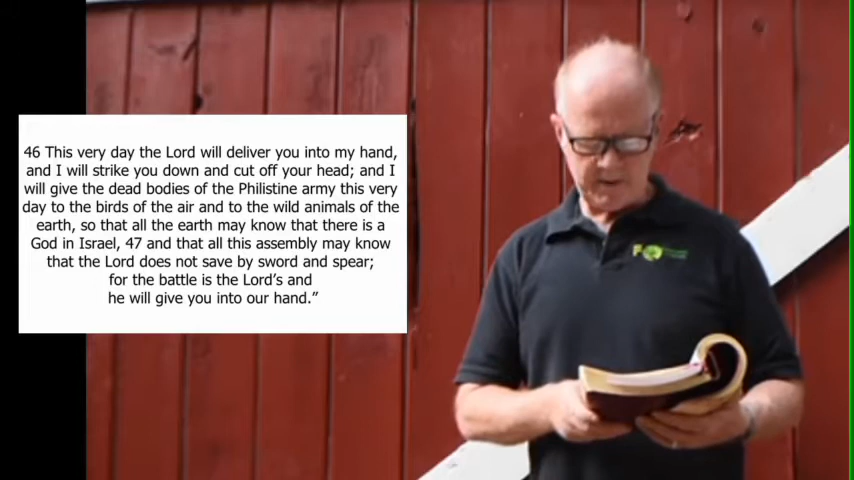 46 This very day the Lord will deliver you into my hand,
and I will strike you down and cut off your head; and I
will give the dead bodies of the Philistine army this very
day to the birds of the air and to the wild animals of the
earth, so that all the earth may know that there is a
God in Israel, 47 and that all this assembly may know
that the Lord does not save by sword and spear;
for the battle is the Lord’s and
he will give you into our hand.”